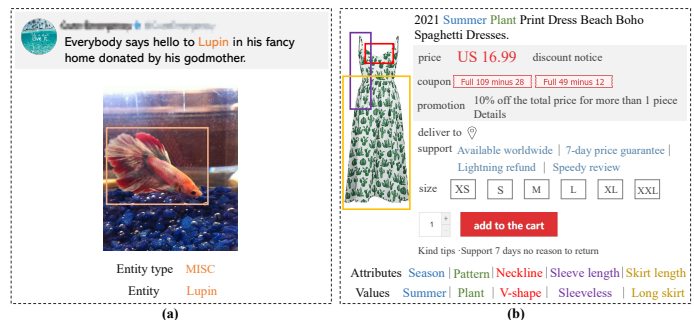 Everybody says hello to Lupin in his fancy
home donated by his godmother.
Entity type MISC
Entity Lupin
(a)
2021 Summer Plant Print Dress Beach Boho
Spaghetti Dresses.
price US 16.99 discount notice
coupon Full 109 minus 28 Full 49 minus 12
promotion 10% off the total price for more than 1 piece
Details
deliver to
support Available worldwide | 7-day price guarantee |
Lightning refund | Speedy review
size XS S M L XL XXL
1 + - add to the cart
Kind tips ·Support 7 days no reason to return
Attributes Season | Pattern | Neckline | Sleeve length | Skirt length
Values Summer | Plant | V-shape | Sleeveless | Long skirt
(b)